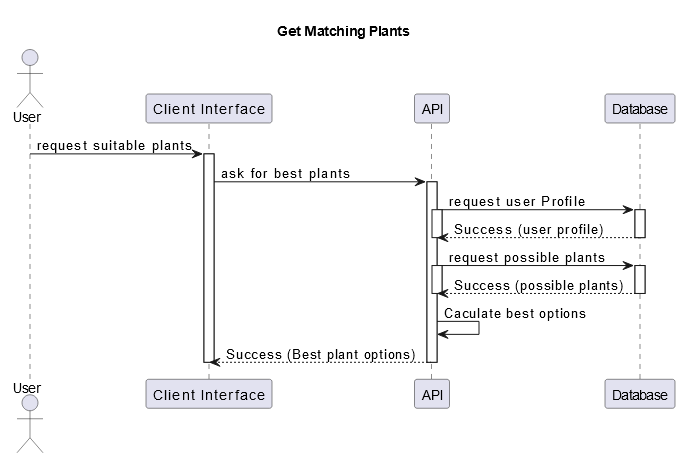 Get Matching Plants
User
Client Interface
API
Database
request suitable plants
ask for best plants
request user Profile
Success (user profile)
request possible plants
Success (possible plants)
Caculate best options
Success (Best plant options)
User
Client Interface
API
Database